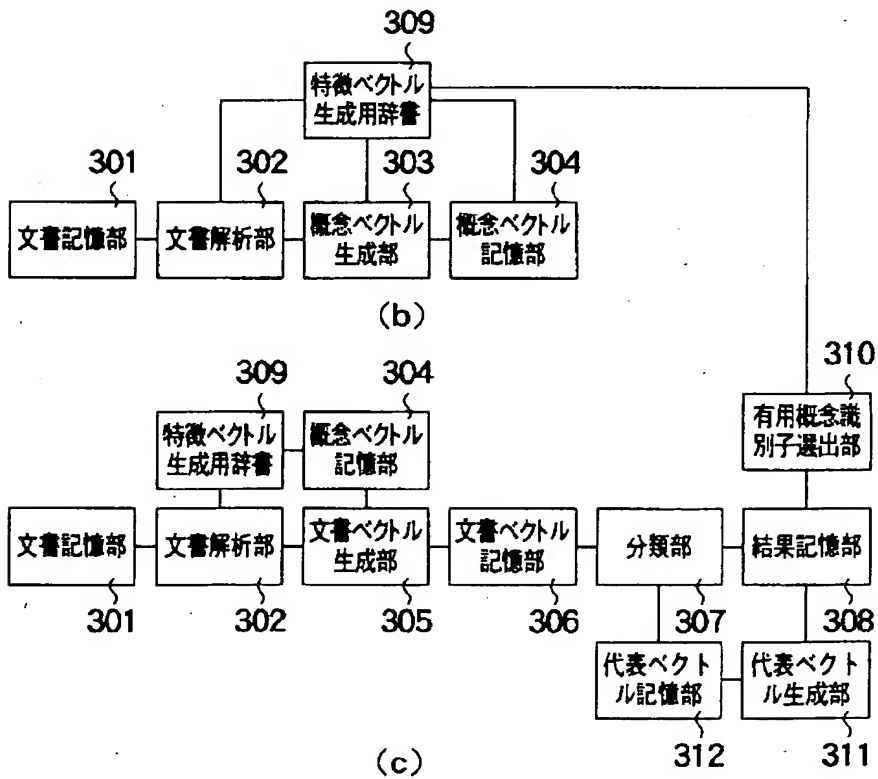 309
特徴ベクトル
生成用辞書
301
302
303
304
文書記憶部
文書解析部
概念ベクトル
生成部
概念ベクトル
記憶部
(b)
309
304
310
特徴ベクトル
生成用辞書
概念ベクトル
記憶部
有用概念識
別子選出部
文書記憶部
文書解析部
文書ベクトル
生成部
文書ベクトル
記憶部
分類部
結果記憶部
301
302
305
306
307
308
代表ベクト
ル記憶部
代表ベクト
ル生成部
312
311
(c)